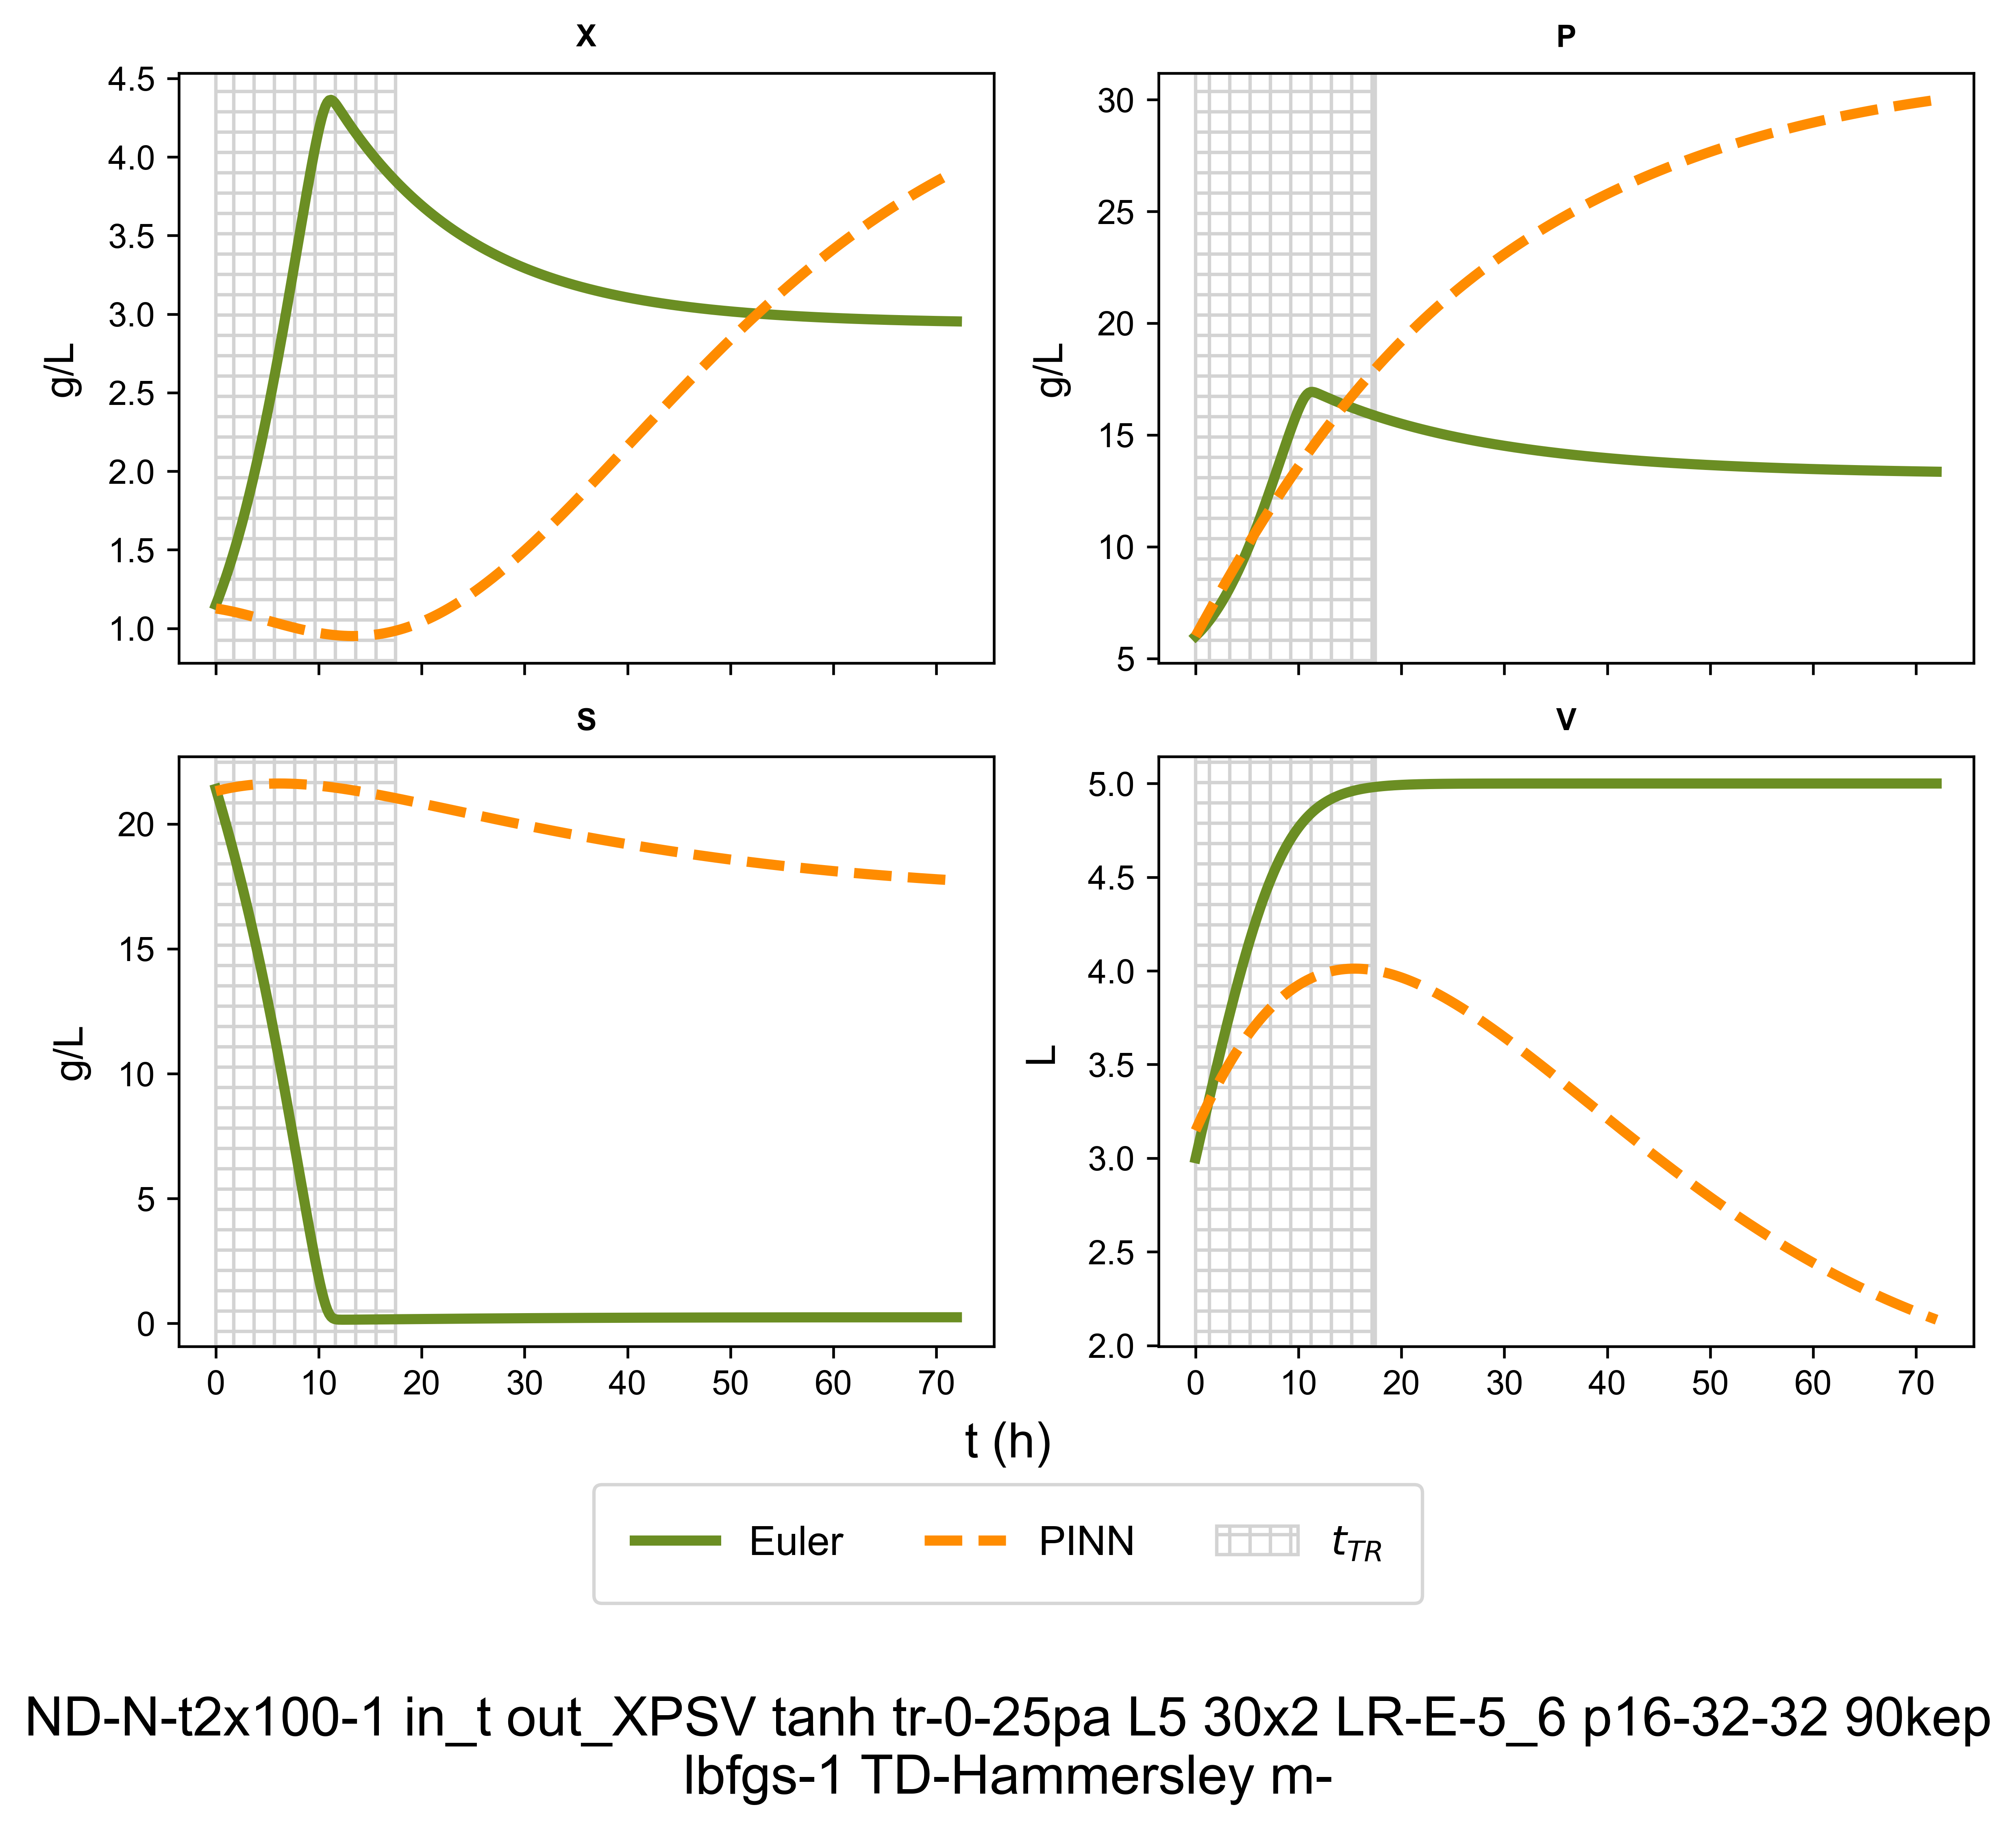 X
P
4.5
4.0
3.5
3.0
2.5
2.0
1.5
1.0
g/L
30
25
20
15
10
5
g/L
S
V
20
15
10
5
0
g/L
0 10 20 30 40 50 60 70
5.0
4.5
4.0
3.5
3.0
2.5
2.0
L
0 10 20 30 40 50 60 70
t (h)
Euler PINN t_TR
ND-N-t2x100-1 in_t out_XPSV tanh tr-0-25pa L5 30x2 LR-E-5_6 p16-32-32 90kep
lbfgs-1 TD-Hammersley m-